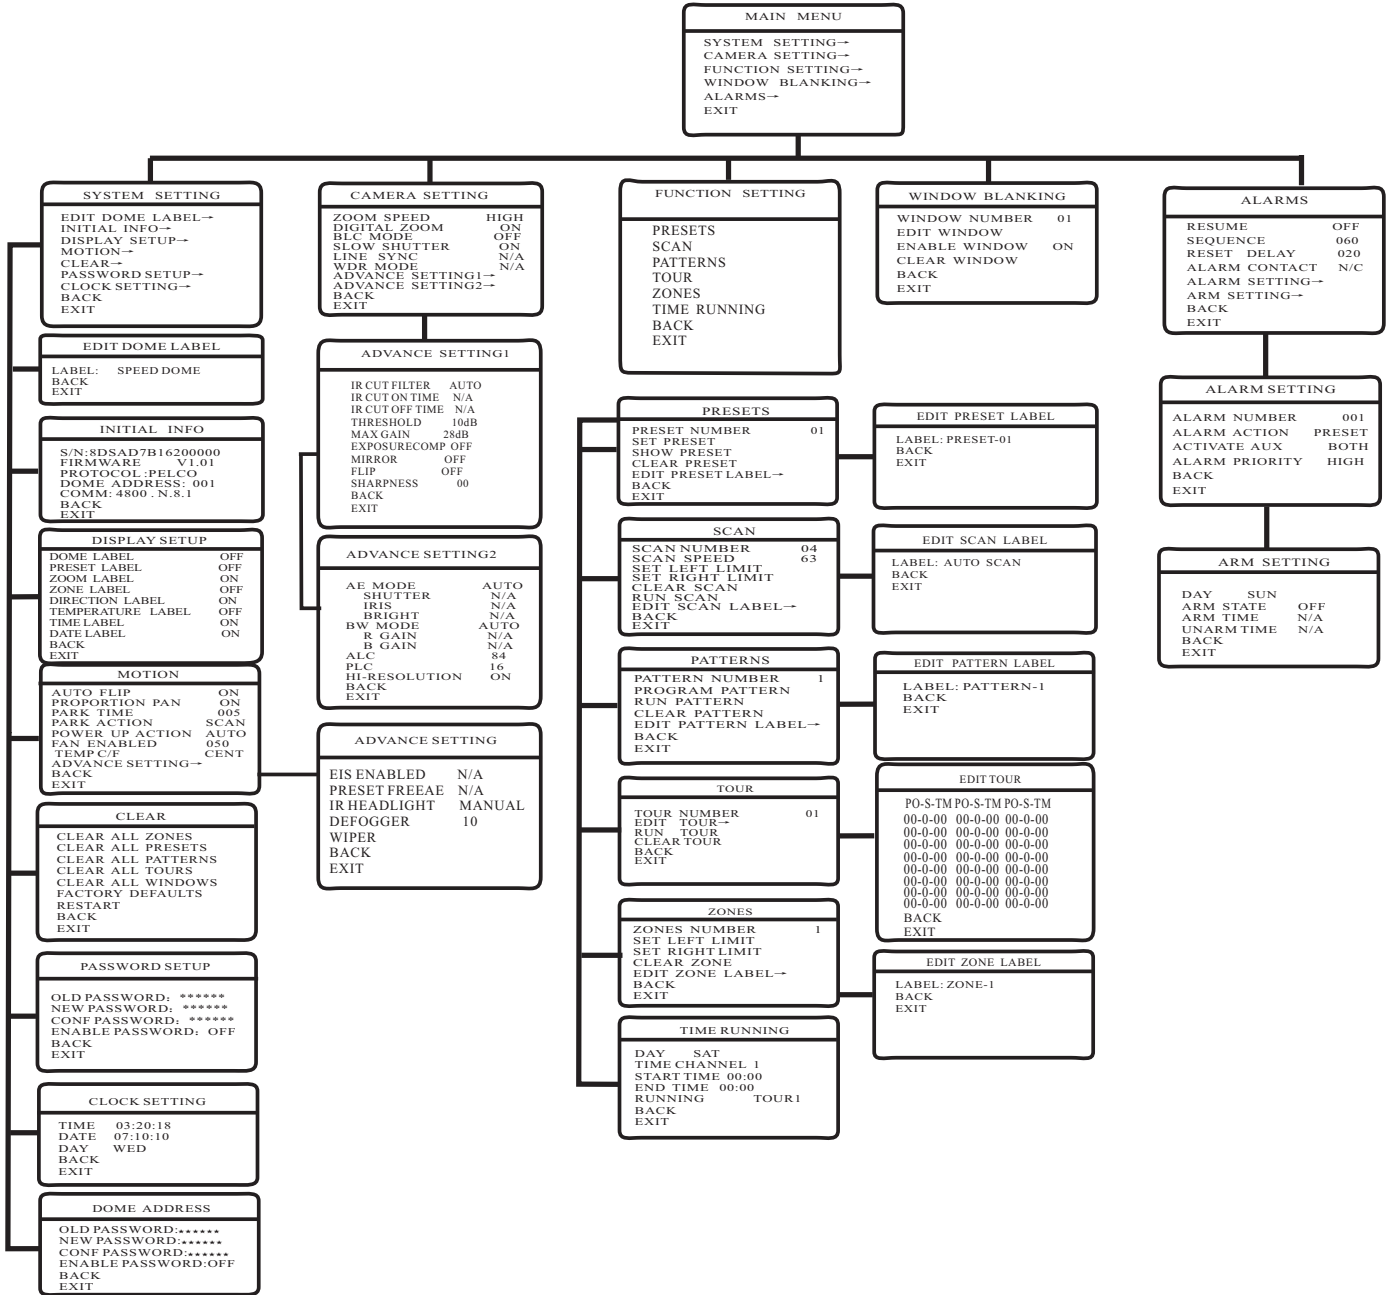 MAIN MENU
SYSTEM SETTING→
CAMERA SETTING→
FUNCTION SETTING→
WINDOW BLANKING→
ALARMS→
EXIT
SYSTEM SETTING
EDIT DOME LABEL→
INITIAL INFO→
DISPLAY SETUP→
MOTION→
CLEAR→
PASSWORD SETUP→
CLOCK SETTING→
BACK
EXIT
EDIT DOME LABEL
LABEL: SPEED DOME
BACK
EXIT
INITIAL INFO
S/N:8DSAD7B16200000
FIRMWARE V1.01
PROTOCOL :PELCO
DOME ADDRESS: 001
COMM: 4800 . N.8.1
BACK
EXIT
DISPLAY SETUP
DOME LABEL OFF
PRESET LABEL OFF
ZOOM LABEL ON
ZONE LABEL OFF
DIRECTION LABEL ON
TEMPERATURE LABEL OFF
TIME LABEL ON
DATE LABEL ON
BACK
EXIT
MOTION
AUTO FLIP ON
PROPORTION PAN ON
PARK TIME 005
PARK ACTION SCAN
POWER UP ACTION AUTO
FAN ENABLED 050
TEMP C/F CENT
ADVANCE SETTING→
BACK
EXIT
CLEAR
CLEAR ALL ZONES
CLEAR ALL PRESETS
CLEAR ALL PATTERNS
CLEAR ALL TOURS
CLEAR ALL WINDOWS
FACTORY DEFAULTS
RESTART
BACK
EXIT
PASSWORD SETUP
OLD PASSWORD: ******
NEW PASSWORD: ******
CONF PASSWORD: ******
ENABLE PASSWORD: OFF
BACK
EXIT
CLOCK SETTING
TIME 03:20:18
DATE 07:10:10
DAY WED
BACK
EXIT
DOME ADDRESS
OLD PASSWORD:******
NEW PASSWORD:******
CONF PASSWORD:******
ENABLE PASSWORD:OFF
BACK
EXIT
CAMERA SETTING
ZOOM SPEED HIGH
DIGITAL ZOOM ON
BLC MODE OFF
SLOW SHUTTER ON
LINE SYNC N/A
WDR MODE N/A
ADVANCE SETTING1→
ADVANCE SETTING2→
BACK
EXIT
ADVANCE SETTING1
IR CUT FILTER AUTO
IR CUT ON TIME N/A
IR CUT OFF TIME N/A
THRESHOLD 10dB
MAX GAIN 28dB
EXPOSURECOMP OFF
MIRROR OFF
FLIP OFF
SHARPNESS 00
BACK
EXIT
ADVANCE SETTING2
AE MODE AUTO
SHUTTER N/A
IRIS N/A
BRIGHT N/A
BW MODE AUTO
R GAIN N/A
B GAIN N/A
ALC 84
PLC 16
HI-RESOLUTION ON
BACK
EXIT
ADVANCE SETTING
EIS ENABLED N/A
PRESET FREEAE N/A
IR HEADLIGHT MANUAL
DEFOGGER 10
WIPER
BACK
EXIT
FUNCTION SETTING
PRESETS
SCAN
PATTERNS
TOUR
ZONES
TIME RUNNING
BACK
EXIT
PRESETS
PRESET NUMBER 01
SET PRESET
SHOW PRESET
CLEAR PRESET
EDIT PRESET LABEL→
BACK
EXIT
SCAN
SCAN NUMBER 04
SCAN SPEED 63
SET LEFT LIMIT
SET RIGHT LIMIT
CLEAR SCAN
RUN SCAN
EDIT SCAN LABEL→
BACK
EXIT
PATTERNS
PATTERN NUMBER 1
PROGRAM PATTERN
RUN PATTERN
CLEAR PATTERN
EDIT PATTERN LABEL→
BACK
EXIT
TOUR
TOUR NUMBER 01
EDIT TOUR→
RUN TOUR
CLEAR TOUR
BACK
EXIT
ZONES
ZONES NUMBER 1
SET LEFT LIMIT
SET RIGHT LIMIT
CLEAR ZONE
EDIT ZONE LABEL→
BACK
EXIT
TIME RUNNING
DAY SAT
TIME CHANNEL 1
START TIME 00:00
END TIME 00:00
RUNNING TOUR1
BACK
EXIT
WINDOW BLANKING
WINDOW NUMBER 01
EDIT WINDOW
ENABLE WINDOW ON
CLEAR WINDOW
BACK
EXIT
EDIT PRESET LABEL
LABEL: PRESET-01
BACK
EXIT
EDIT SCAN LABEL
LABEL: AUTO SCAN
BACK
EXIT
EDIT PATTERN LABEL
LABEL: PATTERN-1
BACK
EXIT
EDIT TOUR
PO-S-TM PO-S-TM PO-S-TM
00-0-00 00-0-00 00-0-00
00-0-00 00-0-00 00-0-00
00-0-00 00-0-00 00-0-00
00-0-00 00-0-00 00-0-00
00-0-00 00-0-00 00-0-00
00-0-00 00-0-00 00-0-00
00-0-00 00-0-00 00-0-00
00-0-00 00-0-00 00-0-00
BACK
EXIT
EDIT ZONE LABEL
LABEL: ZONE-1
BACK
EXIT
ALARMS
RESUME OFF
SEQUENCE 060
RESET DELAY 020
ALARM CONTACT N/C
ALARM SETTING→
ARM SETTING→
BACK
EXIT
ALARM SETTING
ALARM NUMBER 001
ALARM ACTION PRESET
ACTIVATE AUX BOTH
ALARM PRIORITY HIGH
BACK
EXIT
ARM SETTING
DAY SUN
ARM STATE OFF
ARM TIME N/A
UNARM TIME N/A
BACK
EXIT